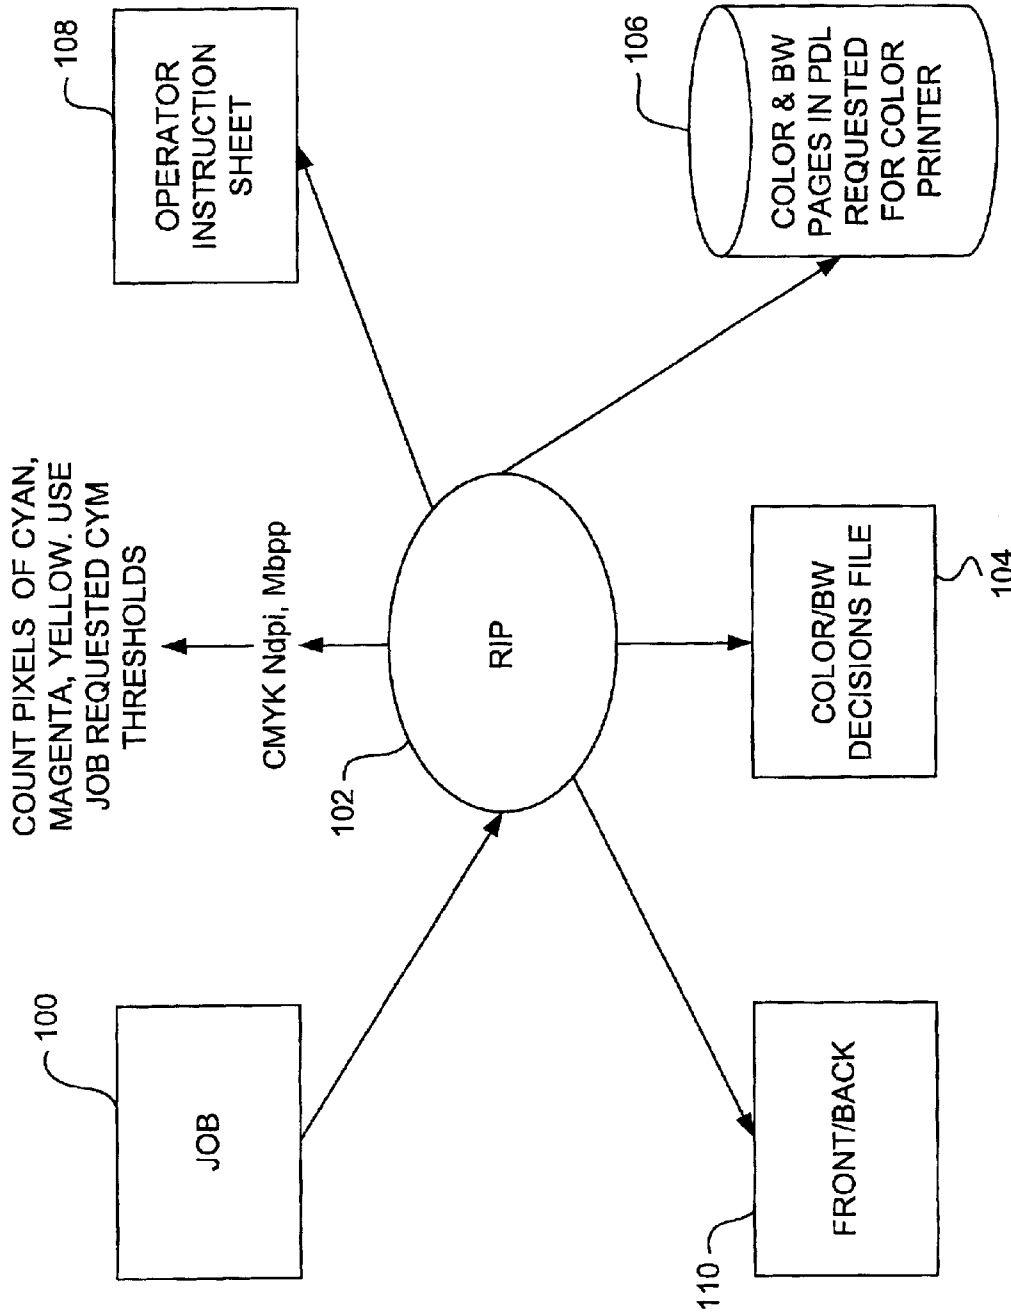 COUNT PIXELS OF CYAN,
MAGENTA, YELLOW. USE
JOB REQUESTED CYM
THRESHOLDS
CMYK Ndpi, Mbpp
100
JOB
102
RIP
108
OPERATOR
INSTRUCTION
SHEET
110
FRONT/BACK
COLOR/BW
DECISIONS FILE
104
106
COLOR & BW
PAGES IN PDL
REQUESTED
FOR COLOR
PRINTER